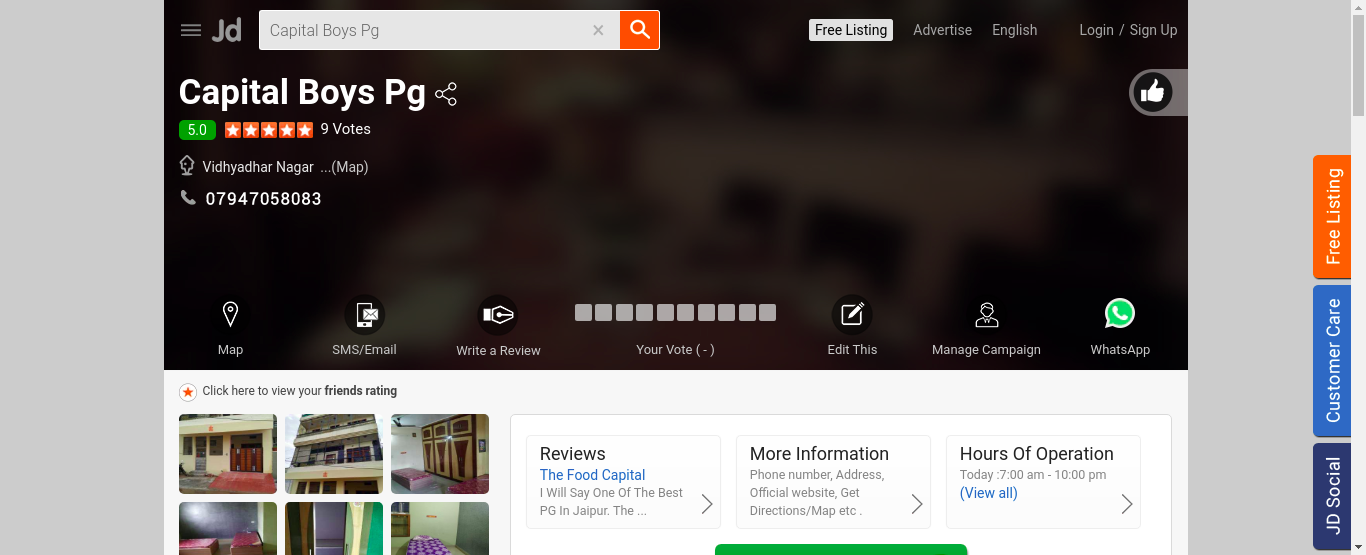 Jd
Capital Boys Pg
Free Listing
Advertise
English
Login / Sign Up
Capital Boys Pg
5.0
9 Votes
Vidhyadhar Nagar ...(Map)
07947058083
Map
SMS/Email
Write a Review
Your Vote ( - )
Edit This
Manage Campaign
WhatsApp
Click here to view your friends rating
Reviews
The Food Capital
I Will Say One Of The Best
PG In Jaipur. The ...
More Information
Phone number, Address,
Official website, Get
Directions/Map etc .
Hours Of Operation
Today :7:00 am - 10:00 pm
(View all)
Free Listing
Customer Care
JD Social